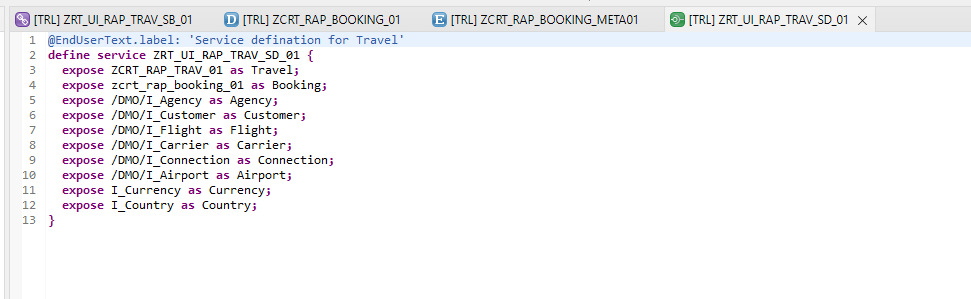 [TRL] ZRT_UI_RAP_TRAV_SB_01 [TRL] ZCRT_RAP_BOOKING_01 [TRL] ZCRT_RAP_BOOKING_META01 [TRL] ZRT_UI_RAP_TRAV_SD_01
1 @EndUserText.label: 'Service defination for Travel'
2 define service ZRT_UI_RAP_TRAV_SD_01 {
3 expose ZCRT_RAP_TRAV_01 as Travel;
4 expose zcrt_rap_booking_01 as Booking;
5 expose /DMO/I_Agency as Agency;
6 expose /DMO/I_Customer as Customer;
7 expose /DMO/I_Flight as Flight;
8 expose /DMO/I_Carrier as Carrier;
9 expose /DMO/I_Connection as Connection;
10 expose /DMO/I_Airport as Airport;
11 expose I_Currency as Currency;
12 expose I_Country as Country;
13 }